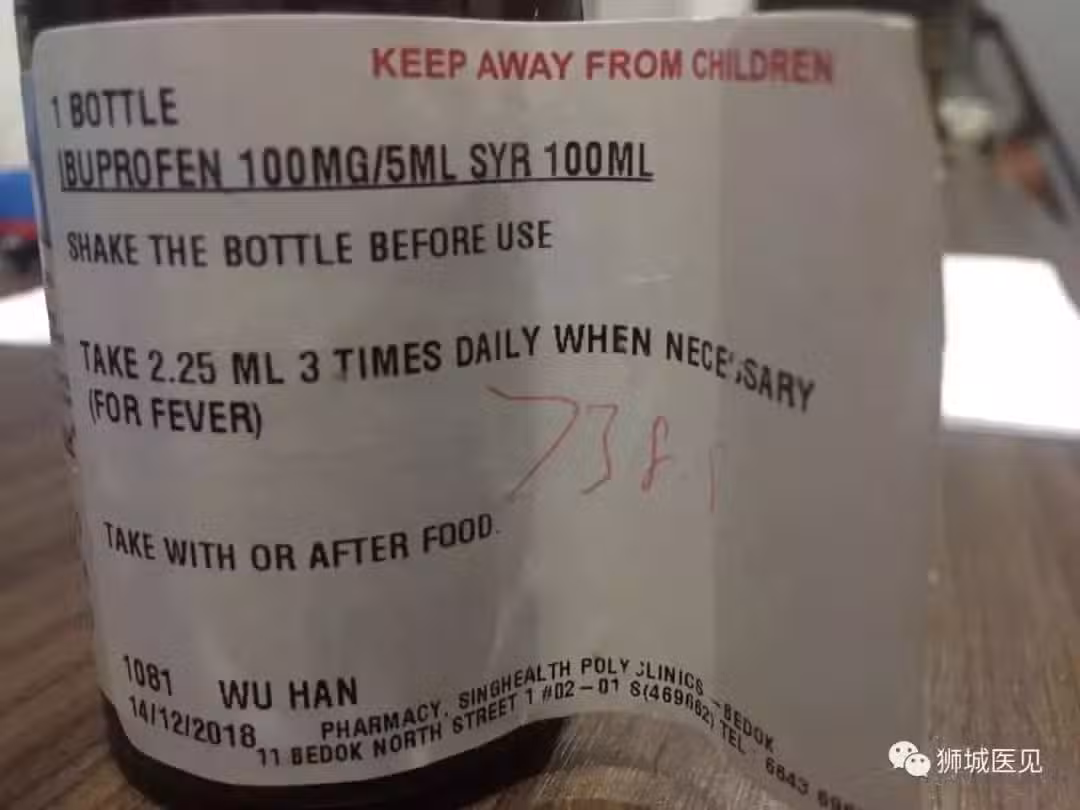 KEEP AWAY FROM CHILDREN
1 BOTTLE
IBUPROFEN 100MG/5ML SYR 100ML
SHAKE THE BOTTLE BEFORE USE
TAKE 2.25 ML 3 TIMES DAILY WHEN NECESSARY
(FOR FEVER)
>38.
TAKE WITH OR AFTER FOOD.
1081 WU HAN
14/12/2018
PHARMACY, SINGHEALTH POLYCLINICS - BEDOK
11 BEDOK NORTH STREET 1 #02-01 S(469662) TEL - 6843
狮城医见